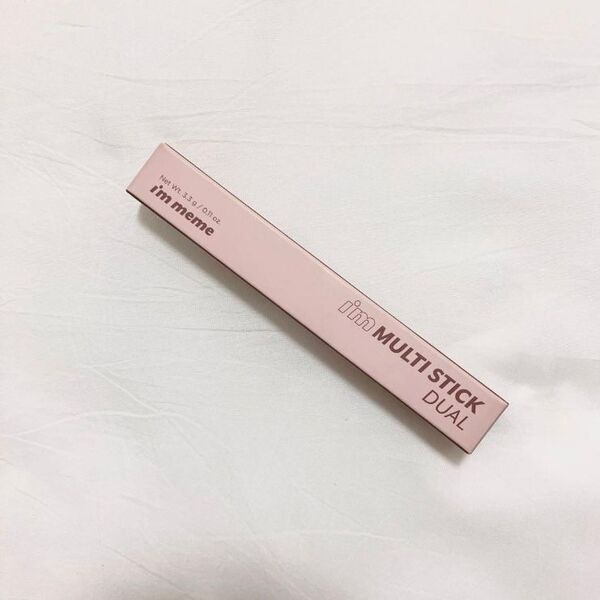 Net Wt. 3.3 g / 0.11 oz.
i'm meme
i'm MULTI STICK
DUAL